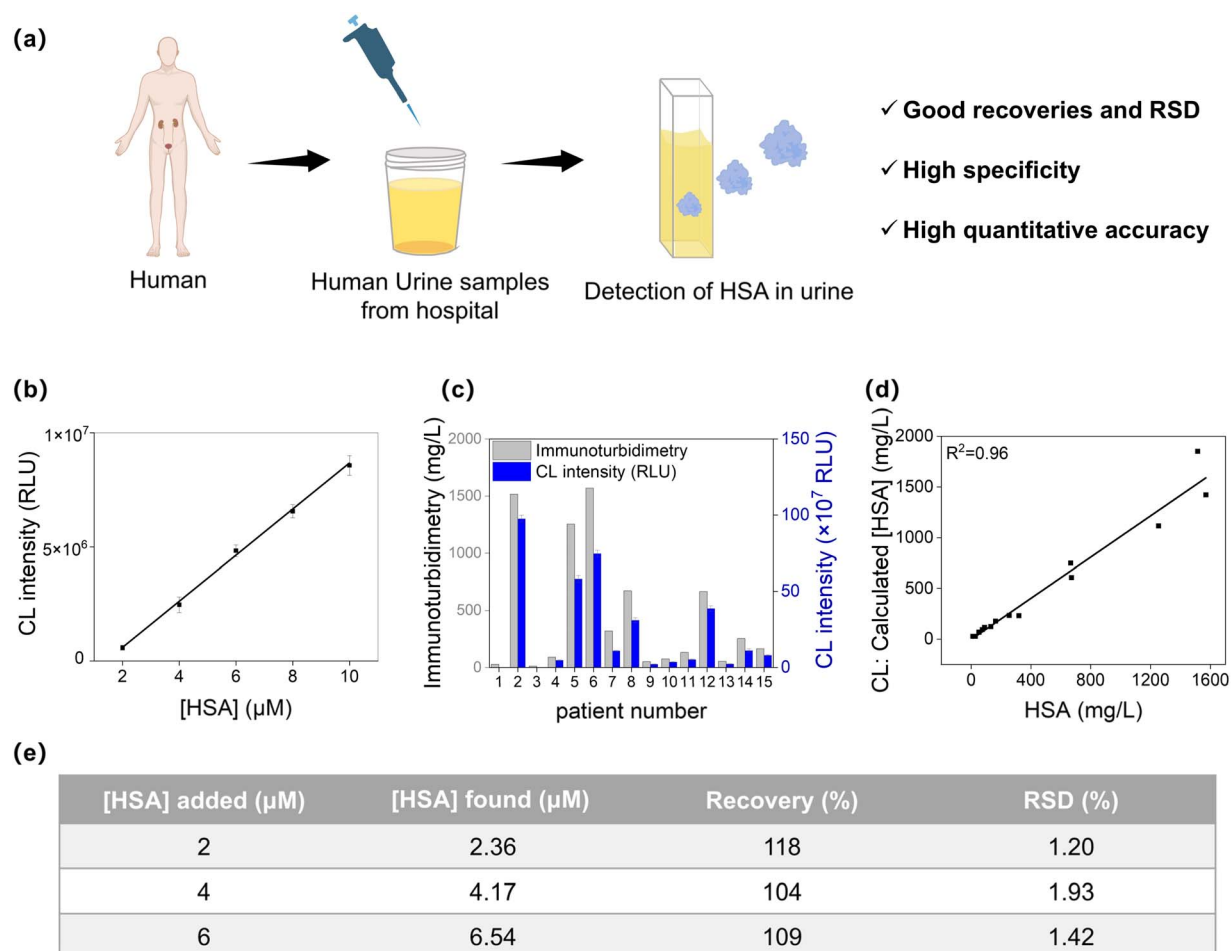 (a)
✓ Good recoveries and RSD
✓ High specificity
✓ High quantitative accuracy
Human
Human Urine samples
from hospital
Detection of HSA in urine
(b)
1×10⁷
5×10⁶
0
CL intensity (RLU)
2 4 6 8 10
[HSA] (μM)
(c)
Immunoturbidimetry
CL intensity (RLU)
2000
1500
1000
500
0
Immunoturbidimetry (mg/L)
150
100
50
0
CL intensity (×10⁷ RLU)
1 2 3 4 5 6 7 8 9 10 11 12 13 14 15
patient number
(d)
R²=0.96
2000
1500
1000
500
0
CL: Calculated [HSA] (mg/L)
0 400 800 1200 1600
HSA (mg/L)
(e)
[HSA] added (μM) [HSA] found (μM) Recovery (%) RSD (%)
2 2.36 118 1.20
4 4.17 104 1.93
6 6.54 109 1.42